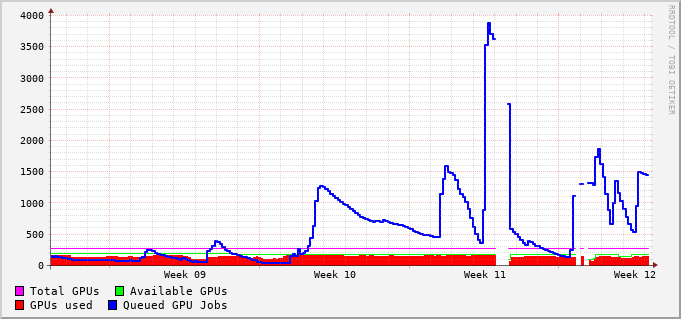 4000
3500
3000
2500
2000
1500
1000
500
0
Week 09 Week 10 Week 11 Week 12
Total GPUs Available GPUs
GPUs used Queued GPU Jobs
RRDTOOL / TOBI OETIKER